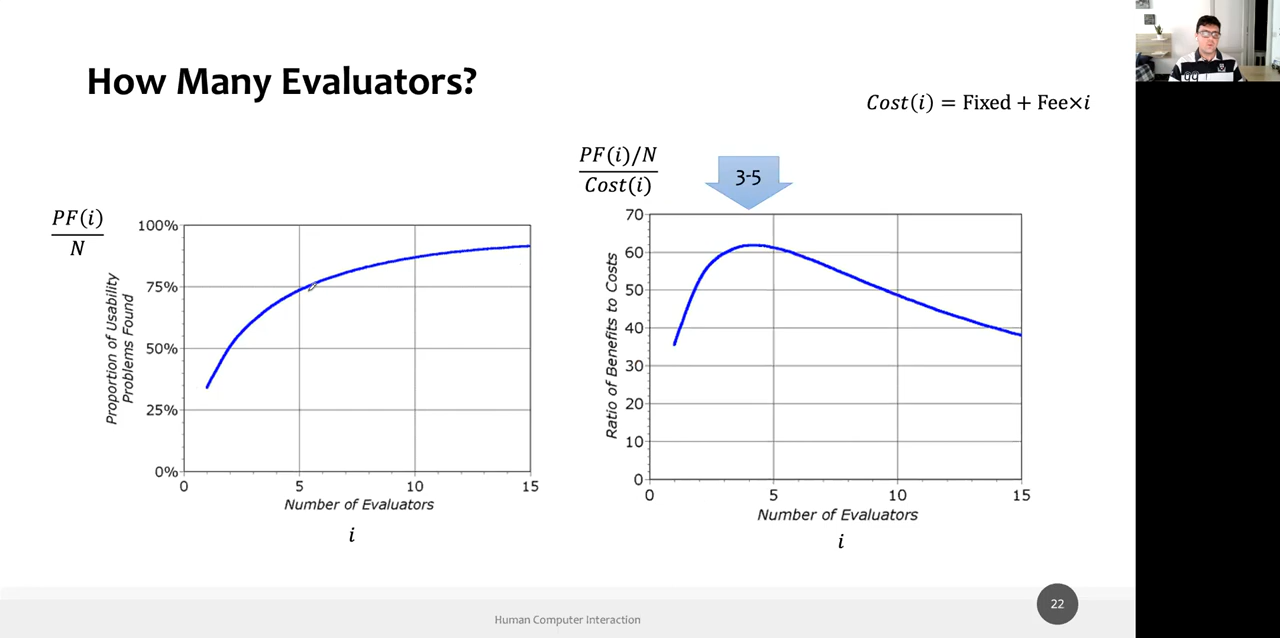 How Many Evaluators?
Cost(i) = Fixed + Fee×i
PF(i)
N
100%
75%
50%
25%
0%
Proportion of Usability
Problems Found
0
5
10
15
Number of Evaluators
i
PF(i)/N
Cost(i)
3-5
70
60
50
40
30
20
10
0
Ratio of Benefits to Costs
0
5
10
15
Number of Evaluators
i
Human Computer Interaction
22